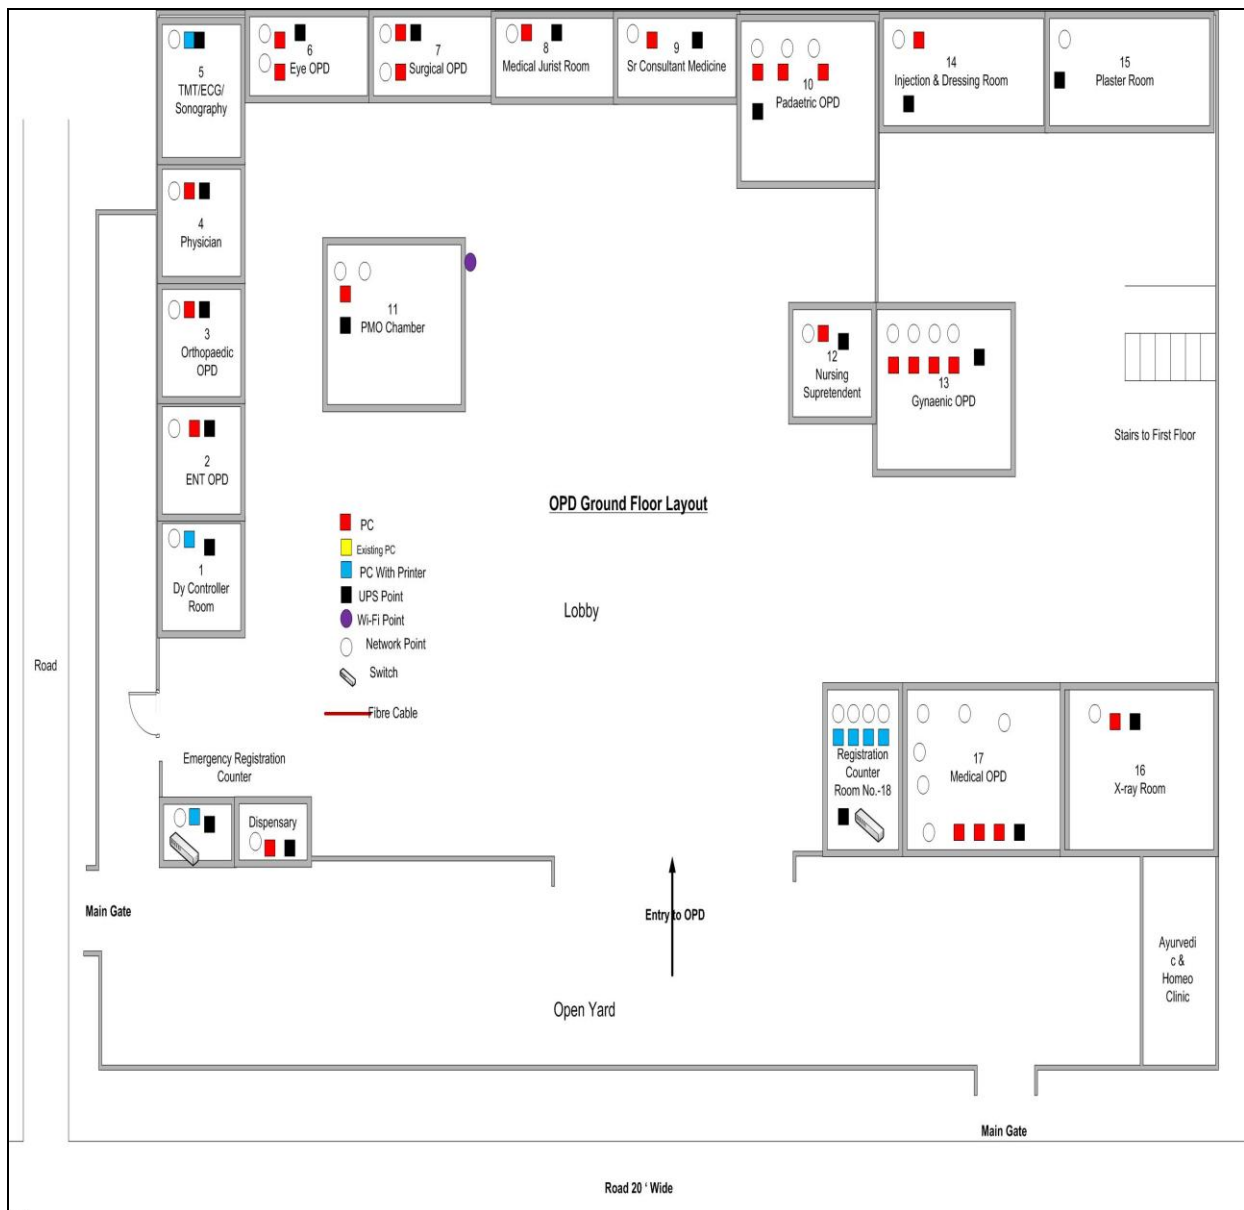 5
TMT/ECG/
Sonography
6
Eye OPD
7
Surgical OPD
8
Medical Jurist Room
9
Sr Consultant Medicine
10
Padaetric OPD
14
Injection & Dressing Room
15
Plaster Room
4
Physician
3
Orthopaedic
OPD
2
ENT OPD
1
Dy Controller
Room
11
PMO Chamber
12
Nursing
Supretendent
13
Gynaenic OPD
Stairs to First Floor
OPD Ground Floor Layout
PC
Existing PC
PC With Printer
UPS Point
Wi-Fi Point
Network Point
Switch
Fibre Cable
Lobby
Road
Emergency Registration
Counter
Dispensary
Registration
Counter
Room No.-18
17
Medical OPD
16
X-ray Room
Main Gate
Entry to OPD
Ayurvedi
c &
Homeo
Clinic
Open Yard
Main Gate
Road 20 ' Wide